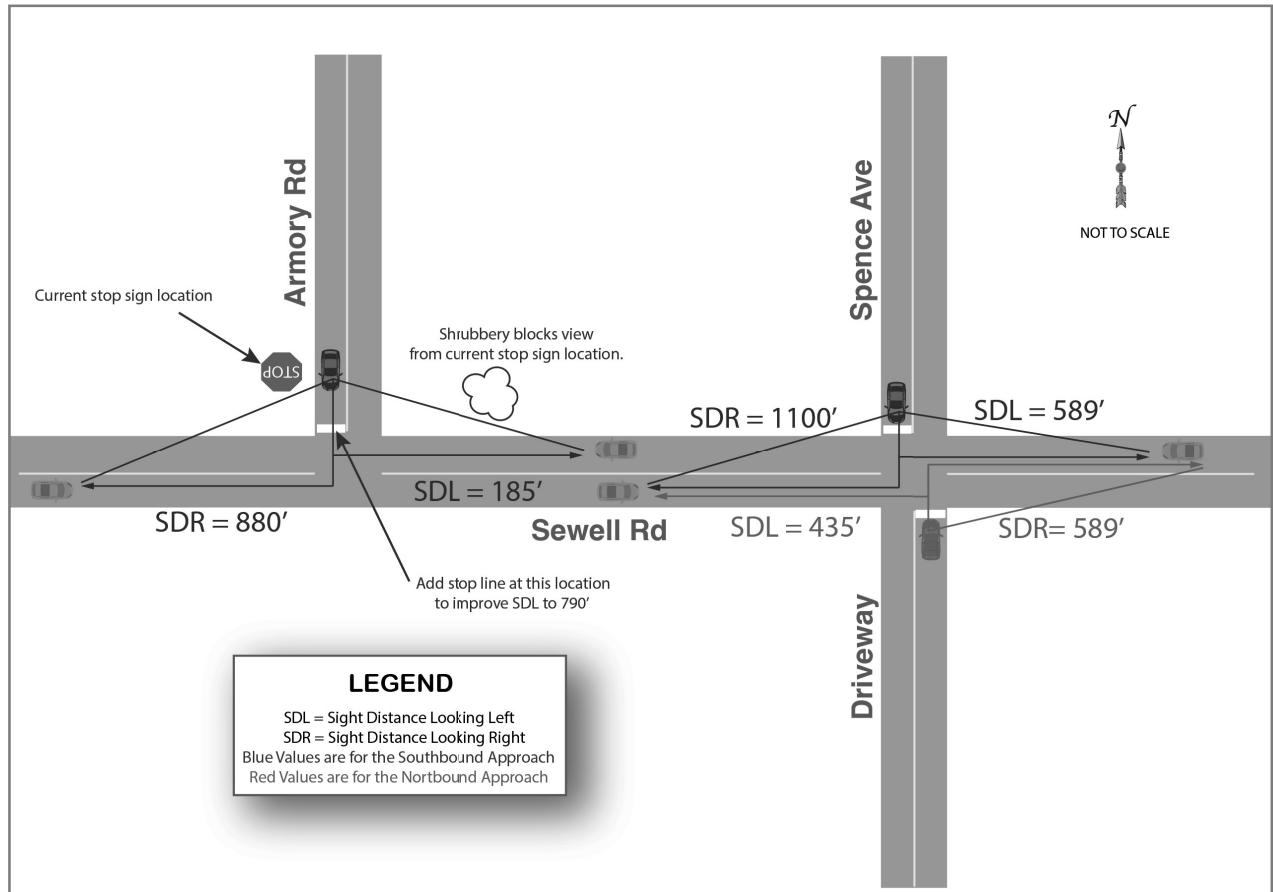 N
NOT TO SCALE
Armory Rd
Spence Ave
Current stop sign location
STOP
Shrubbery blocks view
from current stop sign location.
SDR = 1100’
SDL = 589’
SDL = 185’
SDR = 880’
Sewell Rd
SDL = 435’
SDR= 589’
Add stop line at this location
to improve SDL to 790’
Driveway
LEGEND
SDL = Sight Distance Looking Left
SDR = Sight Distance Looking Right
Blue Values are for the Southbound Approach
Red Values are for the Nortbound Approach